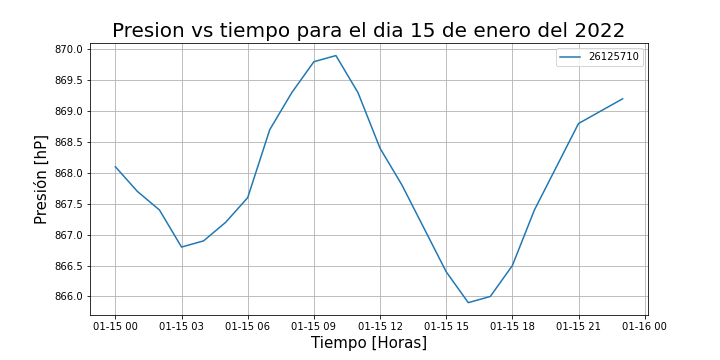 Presion vs tiempo para el dia 15 de enero del 2022
26125710
Presión [hP]
870.0
869.5
869.0
868.5
868.0
867.5
867.0
866.5
866.0
01-15 00 01-15 03 01-15 06 01-15 09 01-15 12 01-15 15 01-15 18 01-15 21 01-16 00
Tiempo [Horas]